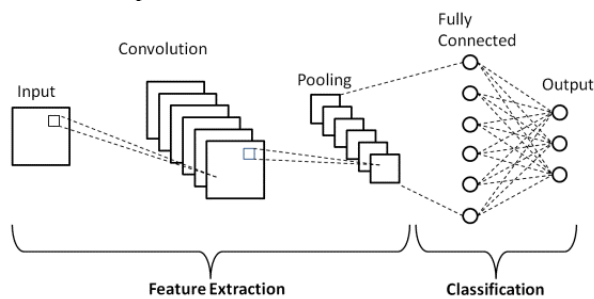 Fully
Connected
Convolution
Pooling
Output
Input
Feature Extraction
Classification